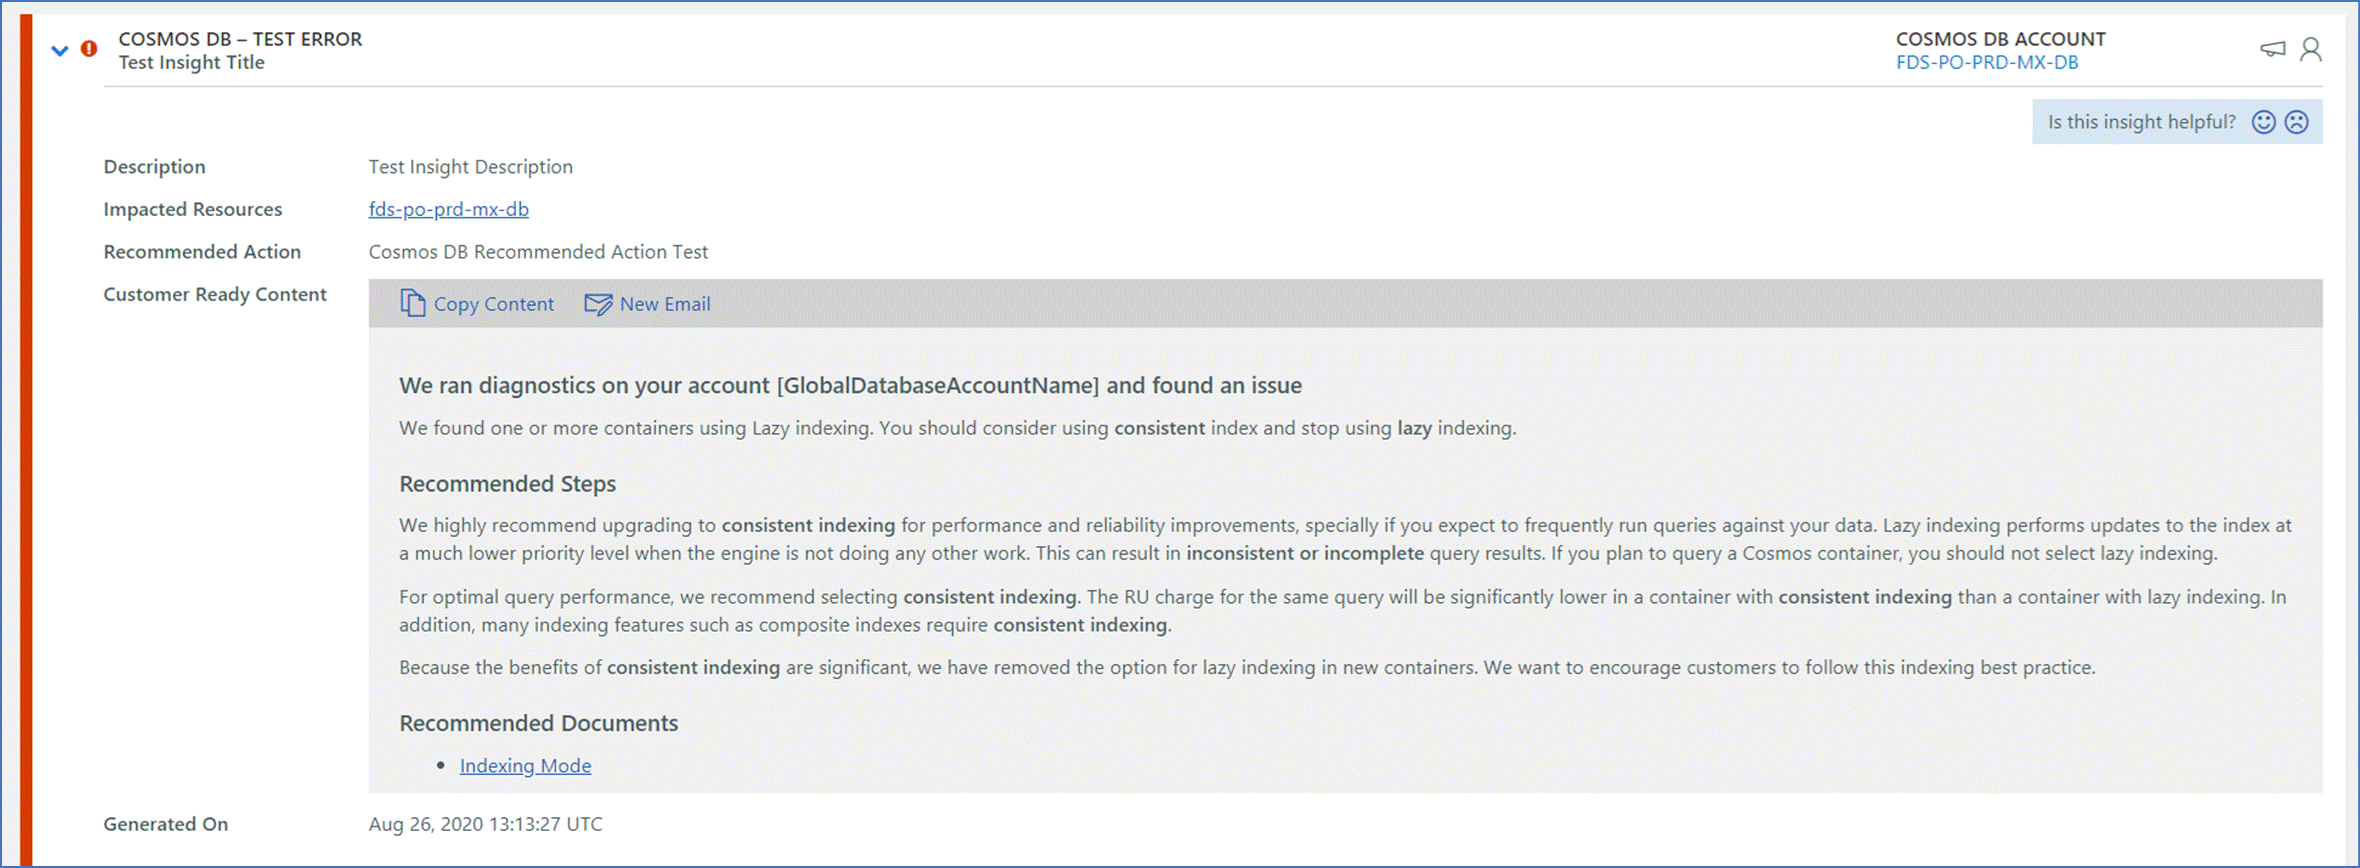 COSMOS DB – TEST ERROR
Test Insight Title
COSMOS DB ACCOUNT
FDS-PO-PRD-MX-DB
Is this insight helpful?
Description
Test Insight Description
Impacted Resources
fds-po-prd-mx-db
Recommended Action
Cosmos DB Recommended Action Test
Customer Ready Content
Copy Content
New Email
We ran diagnostics on your account [GlobalDatabaseAccountName] and found an issue
We found one or more containers using Lazy indexing. You should consider using consistent index and stop using lazy indexing.
Recommended Steps
We highly recommend upgrading to consistent indexing for performance and reliability improvements, specially if you expect to frequently run queries against your data. Lazy indexing performs updates to the index at
a much lower priority level when the engine is not doing any other work. This can result in inconsistent or incomplete query results. If you plan to query a Cosmos container, you should not select lazy indexing.
For optimal query performance, we recommend selecting consistent indexing. The RU charge for the same query will be significantly lower in a container with consistent indexing than a container with lazy indexing. In
addition, many indexing features such as composite indexes require consistent indexing.
Because the benefits of consistent indexing are significant, we have removed the option for lazy indexing in new containers. We want to encourage customers to follow this indexing best practice.
Recommended Documents
• Indexing Mode
Generated On
Aug 26, 2020 13:13:27 UTC